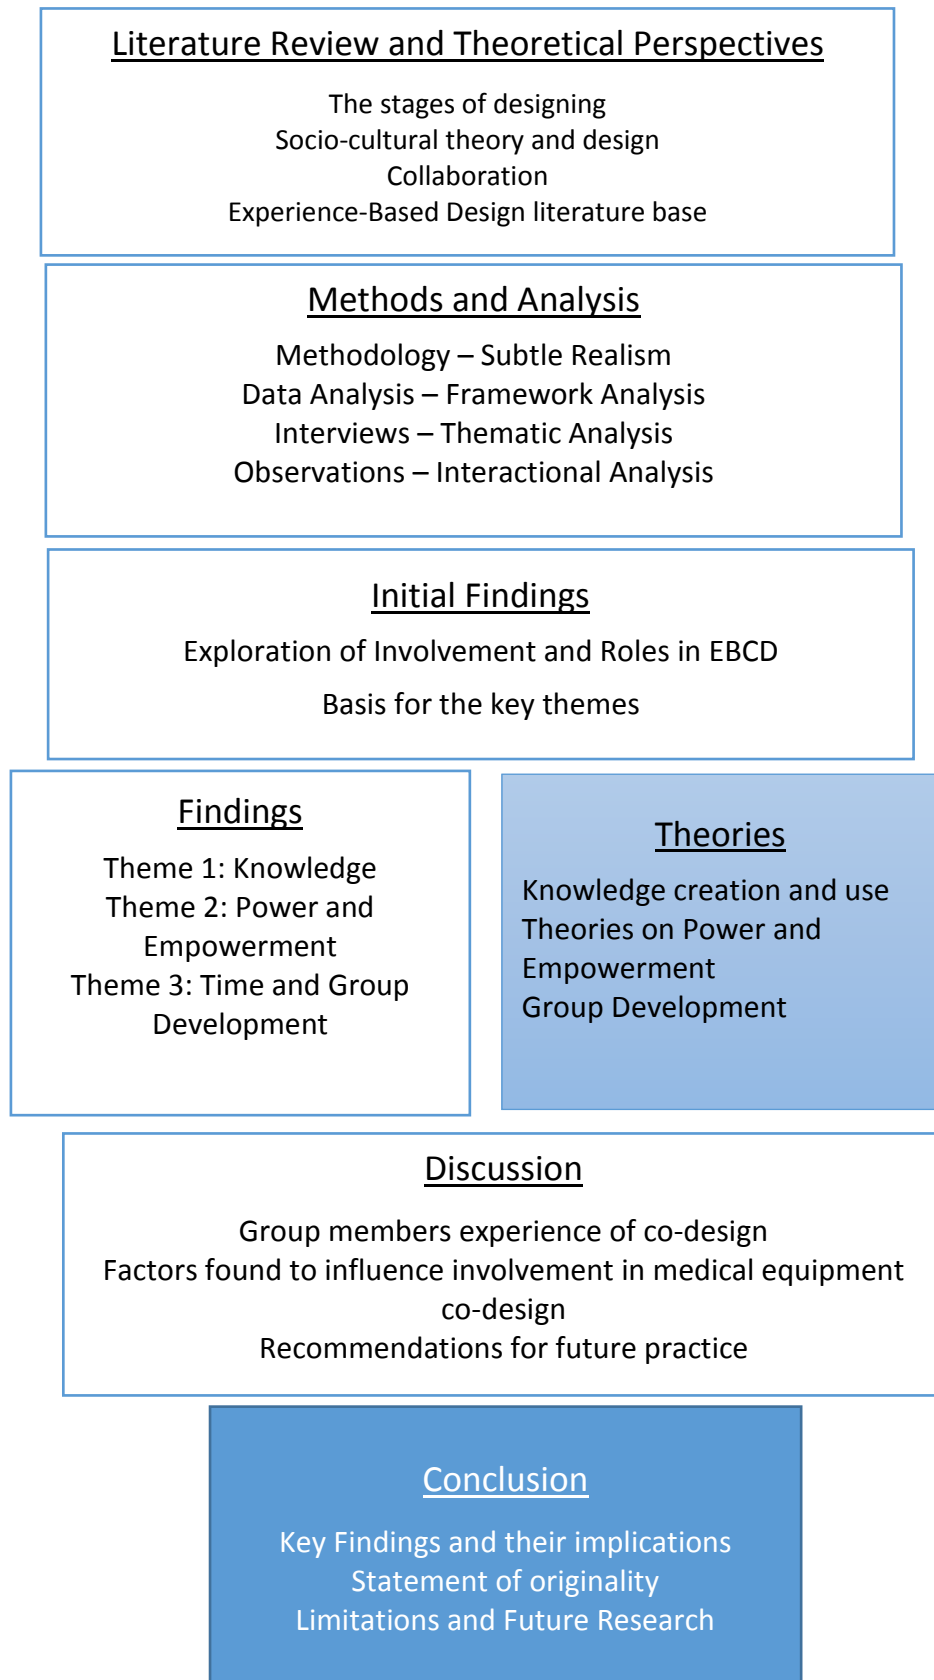 Literature Review and Theoretical Perspectives
The stages of designing
Socio-cultural theory and design
Collaboration
Experience-Based Design literature base
Methods and Analysis
Methodology – Subtle Realism
Data Analysis – Framework Analysis
Interviews – Thematic Analysis
Observations – Interactional Analysis
Initial Findings
Exploration of Involvement and Roles in EBCD
Basis for the key themes
Findings
Theme 1: Knowledge
Theme 2: Power and
Empowerment
Theme 3: Time and Group
Development
Theories
Knowledge creation and use
Theories on Power and
Empowerment
Group Development
Discussion
Group members experience of co-design
Factors found to influence involvement in medical equipment
co-design
Recommendations for future practice
Conclusion
Key Findings and their implications
Statement of originality
Limitations and Future Research